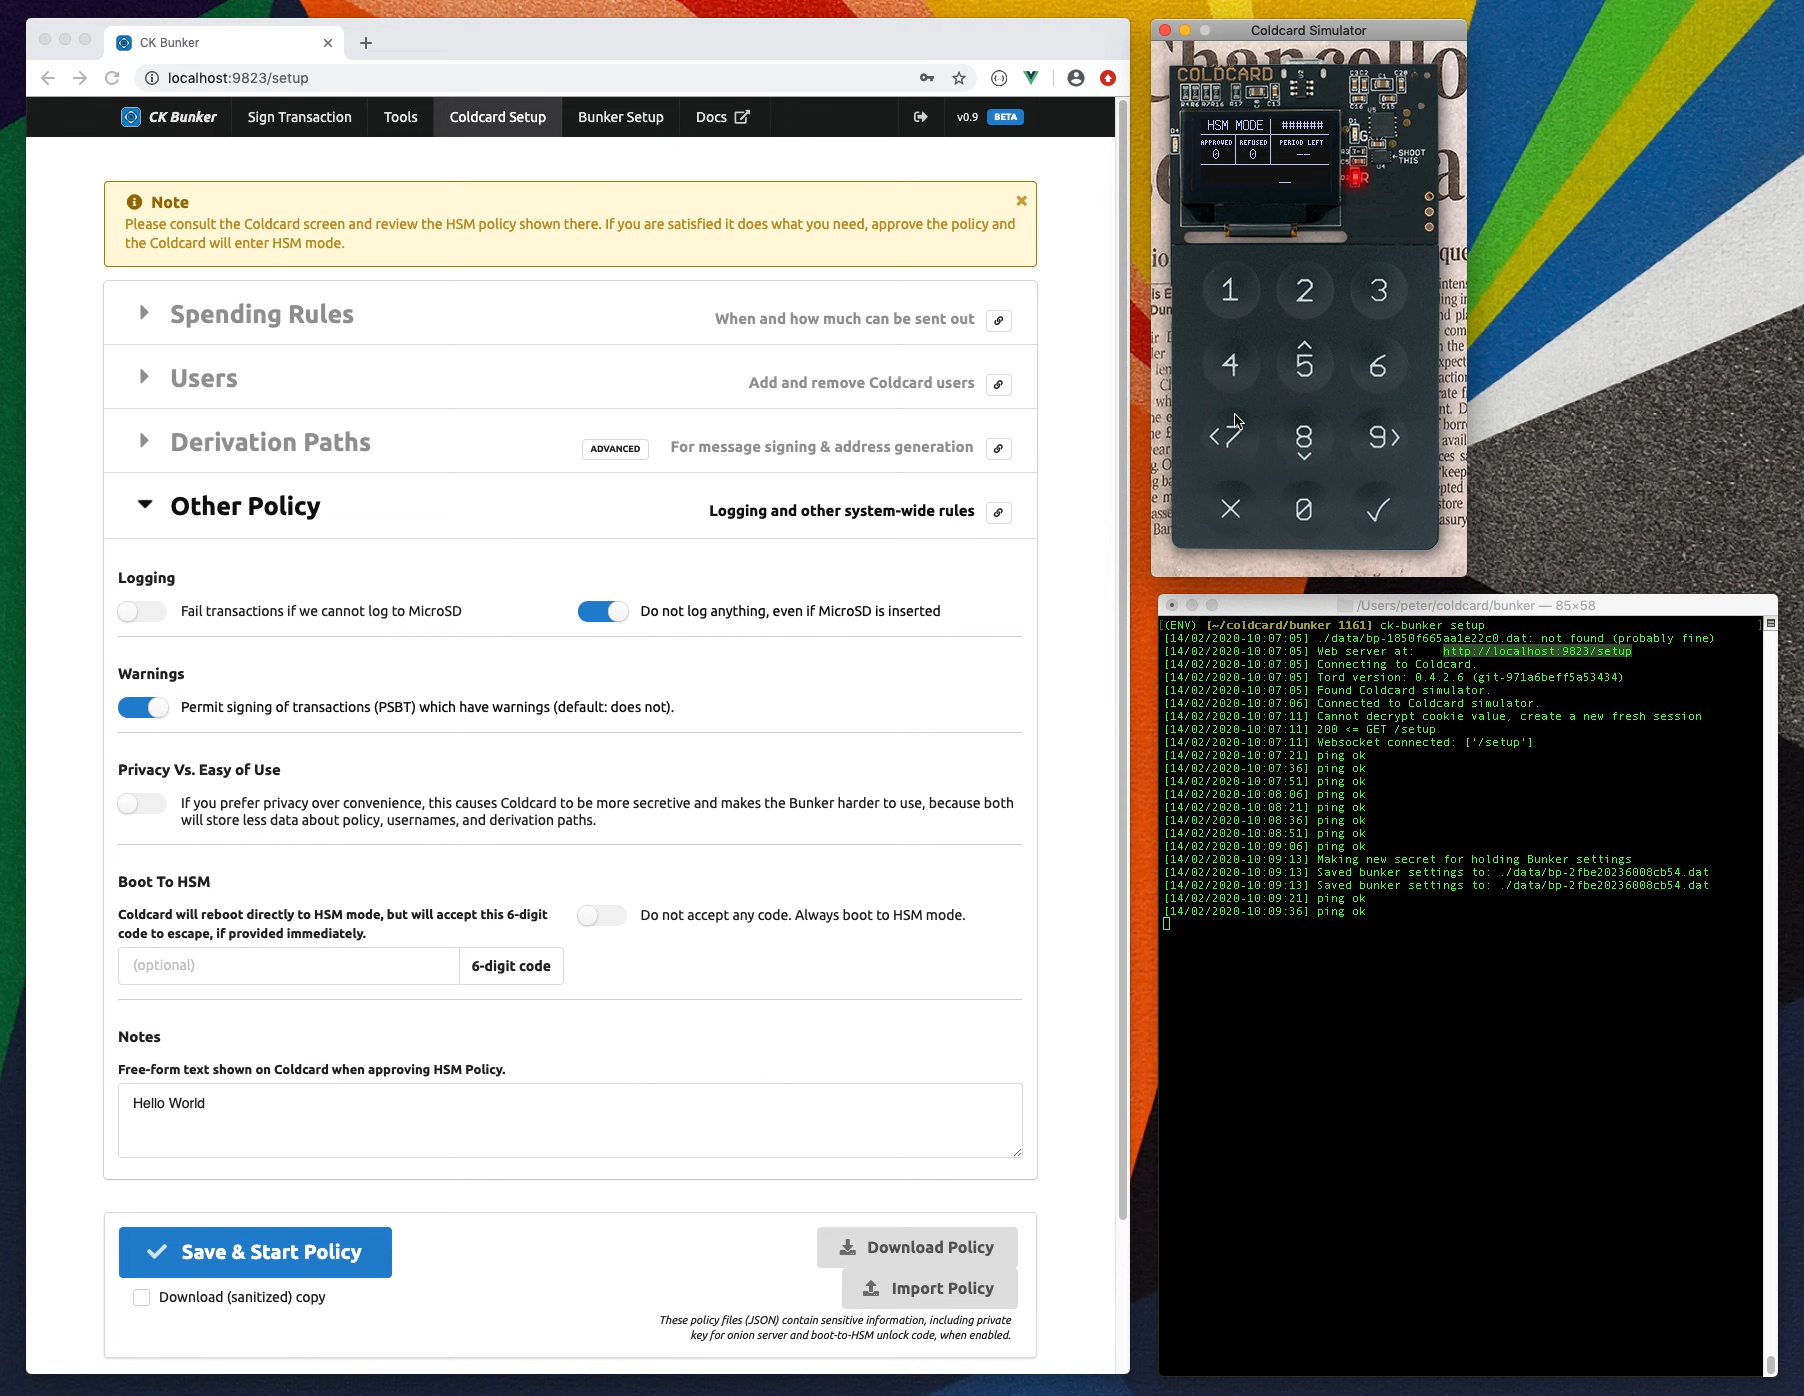 CK Bunker
localhost:9823/setup
CK Bunker
Sign Transaction
Tools
Coldcard Setup
Bunker Setup
Docs
v0.9
BETA
Note
Please consult the Coldcard screen and review the HSM policy shown there. If you are satisfied it does what you need, approve the policy and
the Coldcard will enter HSM mode.
Spending Rules
When and how much can be sent out
Users
Add and remove Coldcard users
Derivation Paths
ADVANCED
For message signing & address generation
Other Policy
Logging and other system-wide rules
Logging
Fail transactions if we cannot log to MicroSD
Do not log anything, even if MicroSD is inserted
Warnings
Permit signing of transactions (PSBT) which have warnings (default: does not).
Privacy Vs. Easy of Use
If you prefer privacy over convenience, this causes Coldcard to be more secretive and makes the Bunker harder to use, because both
will store less data about policy, usernames, and derivation paths.
Boot To HSM
Coldcard will reboot directly to HSM mode, but will accept this 6-digit
code to escape, if provided immediately.
Do not accept any code. Always boot to HSM mode.
(optional)
6-digit code
Notes
Free-form text shown on Coldcard when approving HSM Policy.
Hello World
Save & Start Policy
Download (sanitized) copy
Download Policy
Import Policy
These policy files (JSON) contain sensitive information, including private
key for onion server and boot-to-HSM unlock code, when enabled.
Coldcard Simulator
COLDCARD
HSM MODE | ######
APPROVED REFUSED PERIOD LEFT
0 0 --
SHOOT
THIS
1 2 3
4 5 6
<7 8 9>
X 0 ✓
/Users/peter/coldcard/bunker — 85×58
(ENV) [~/coldcard/bunker 1161] ck-bunker setup
[14/02/2020-10:07:05] ./data/bp-1850f665aa1e22c0.dat: not found (probably fine)
[14/02/2020-10:07:05] Web server at: http://localhost:9823/setup
[14/02/2020-10:07:05] Connecting to Coldcard.
[14/02/2020-10:07:05] Tord version: 0.4.2.6 (git-971a6beff5a53434)
[14/02/2020-10:07:05] Found Coldcard simulator.
[14/02/2020-10:07:06] Connected to Coldcard simulator.
[14/02/2020-10:07:11] Cannot decrypt cookie value, create a new fresh session
[14/02/2020-10:07:11] 200 <= GET /setup
[14/02/2020-10:07:11] Websocket connected: ['/setup']
[14/02/2020-10:07:21] ping ok
[14/02/2020-10:07:36] ping ok
[14/02/2020-10:07:51] ping ok
[14/02/2020-10:08:06] ping ok
[14/02/2020-10:08:21] ping ok
[14/02/2020-10:08:36] ping ok
[14/02/2020-10:08:51] ping ok
[14/02/2020-10:09:06] ping ok
[14/02/2020-10:09:13] Making new secret for holding Bunker settings
[14/02/2020-10:09:13] Saved bunker settings to: ./data/bp-2fbe20236008cb54.dat
[14/02/2020-10:09:13] Saved bunker settings to: ./data/bp-2fbe20236008cb54.dat
[14/02/2020-10:09:21] ping ok
[14/02/2020-10:09:36] ping ok